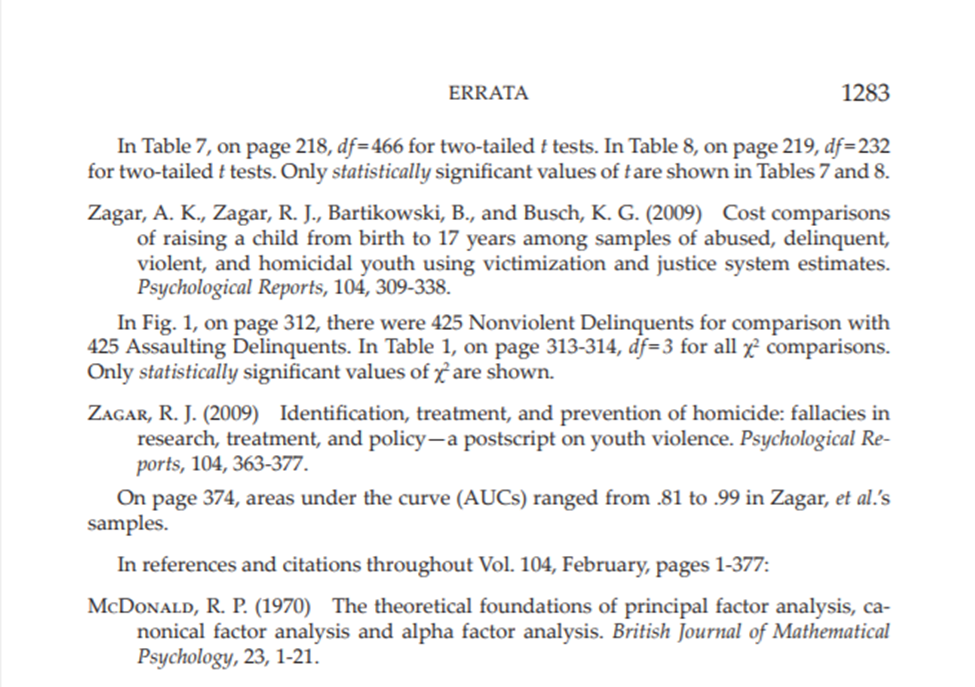 ERRATA 1283
In Table 7, on page 218, df=466 for two-tailed t tests. In Table 8, on page 219, df=232
for two-tailed t tests. Only statistically significant values of t are shown in Tables 7 and 8.
Zagar, A. K., Zagar, R. J., Bartikowski, B., and Busch, K. G. (2009) Cost comparisons
of raising a child from birth to 17 years among samples of abused, delinquent,
violent, and homicidal youth using victimization and justice system estimates.
Psychological Reports, 104, 309-338.
In Fig. 1, on page 312, there were 425 Nonviolent Delinquents for comparison with
425 Assaulting Delinquents. In Table 1, on page 313-314, df=3 for all χ² comparisons.
Only statistically significant values of χ² are shown.
Zagar, R. J. (2009) Identification, treatment, and prevention of homicide: fallacies in
research, treatment, and policy—a postscript on youth violence. Psychological Re-
ports, 104, 363-377.
On page 374, areas under the curve (AUCs) ranged from .81 to .99 in Zagar, et al.'s
samples.
In references and citations throughout Vol. 104, February, pages 1-377:
McDonald, R. P. (1970) The theoretical foundations of principal factor analysis, ca-
nonical factor analysis and alpha factor analysis. British Journal of Mathematical
Psychology, 23, 1-21.